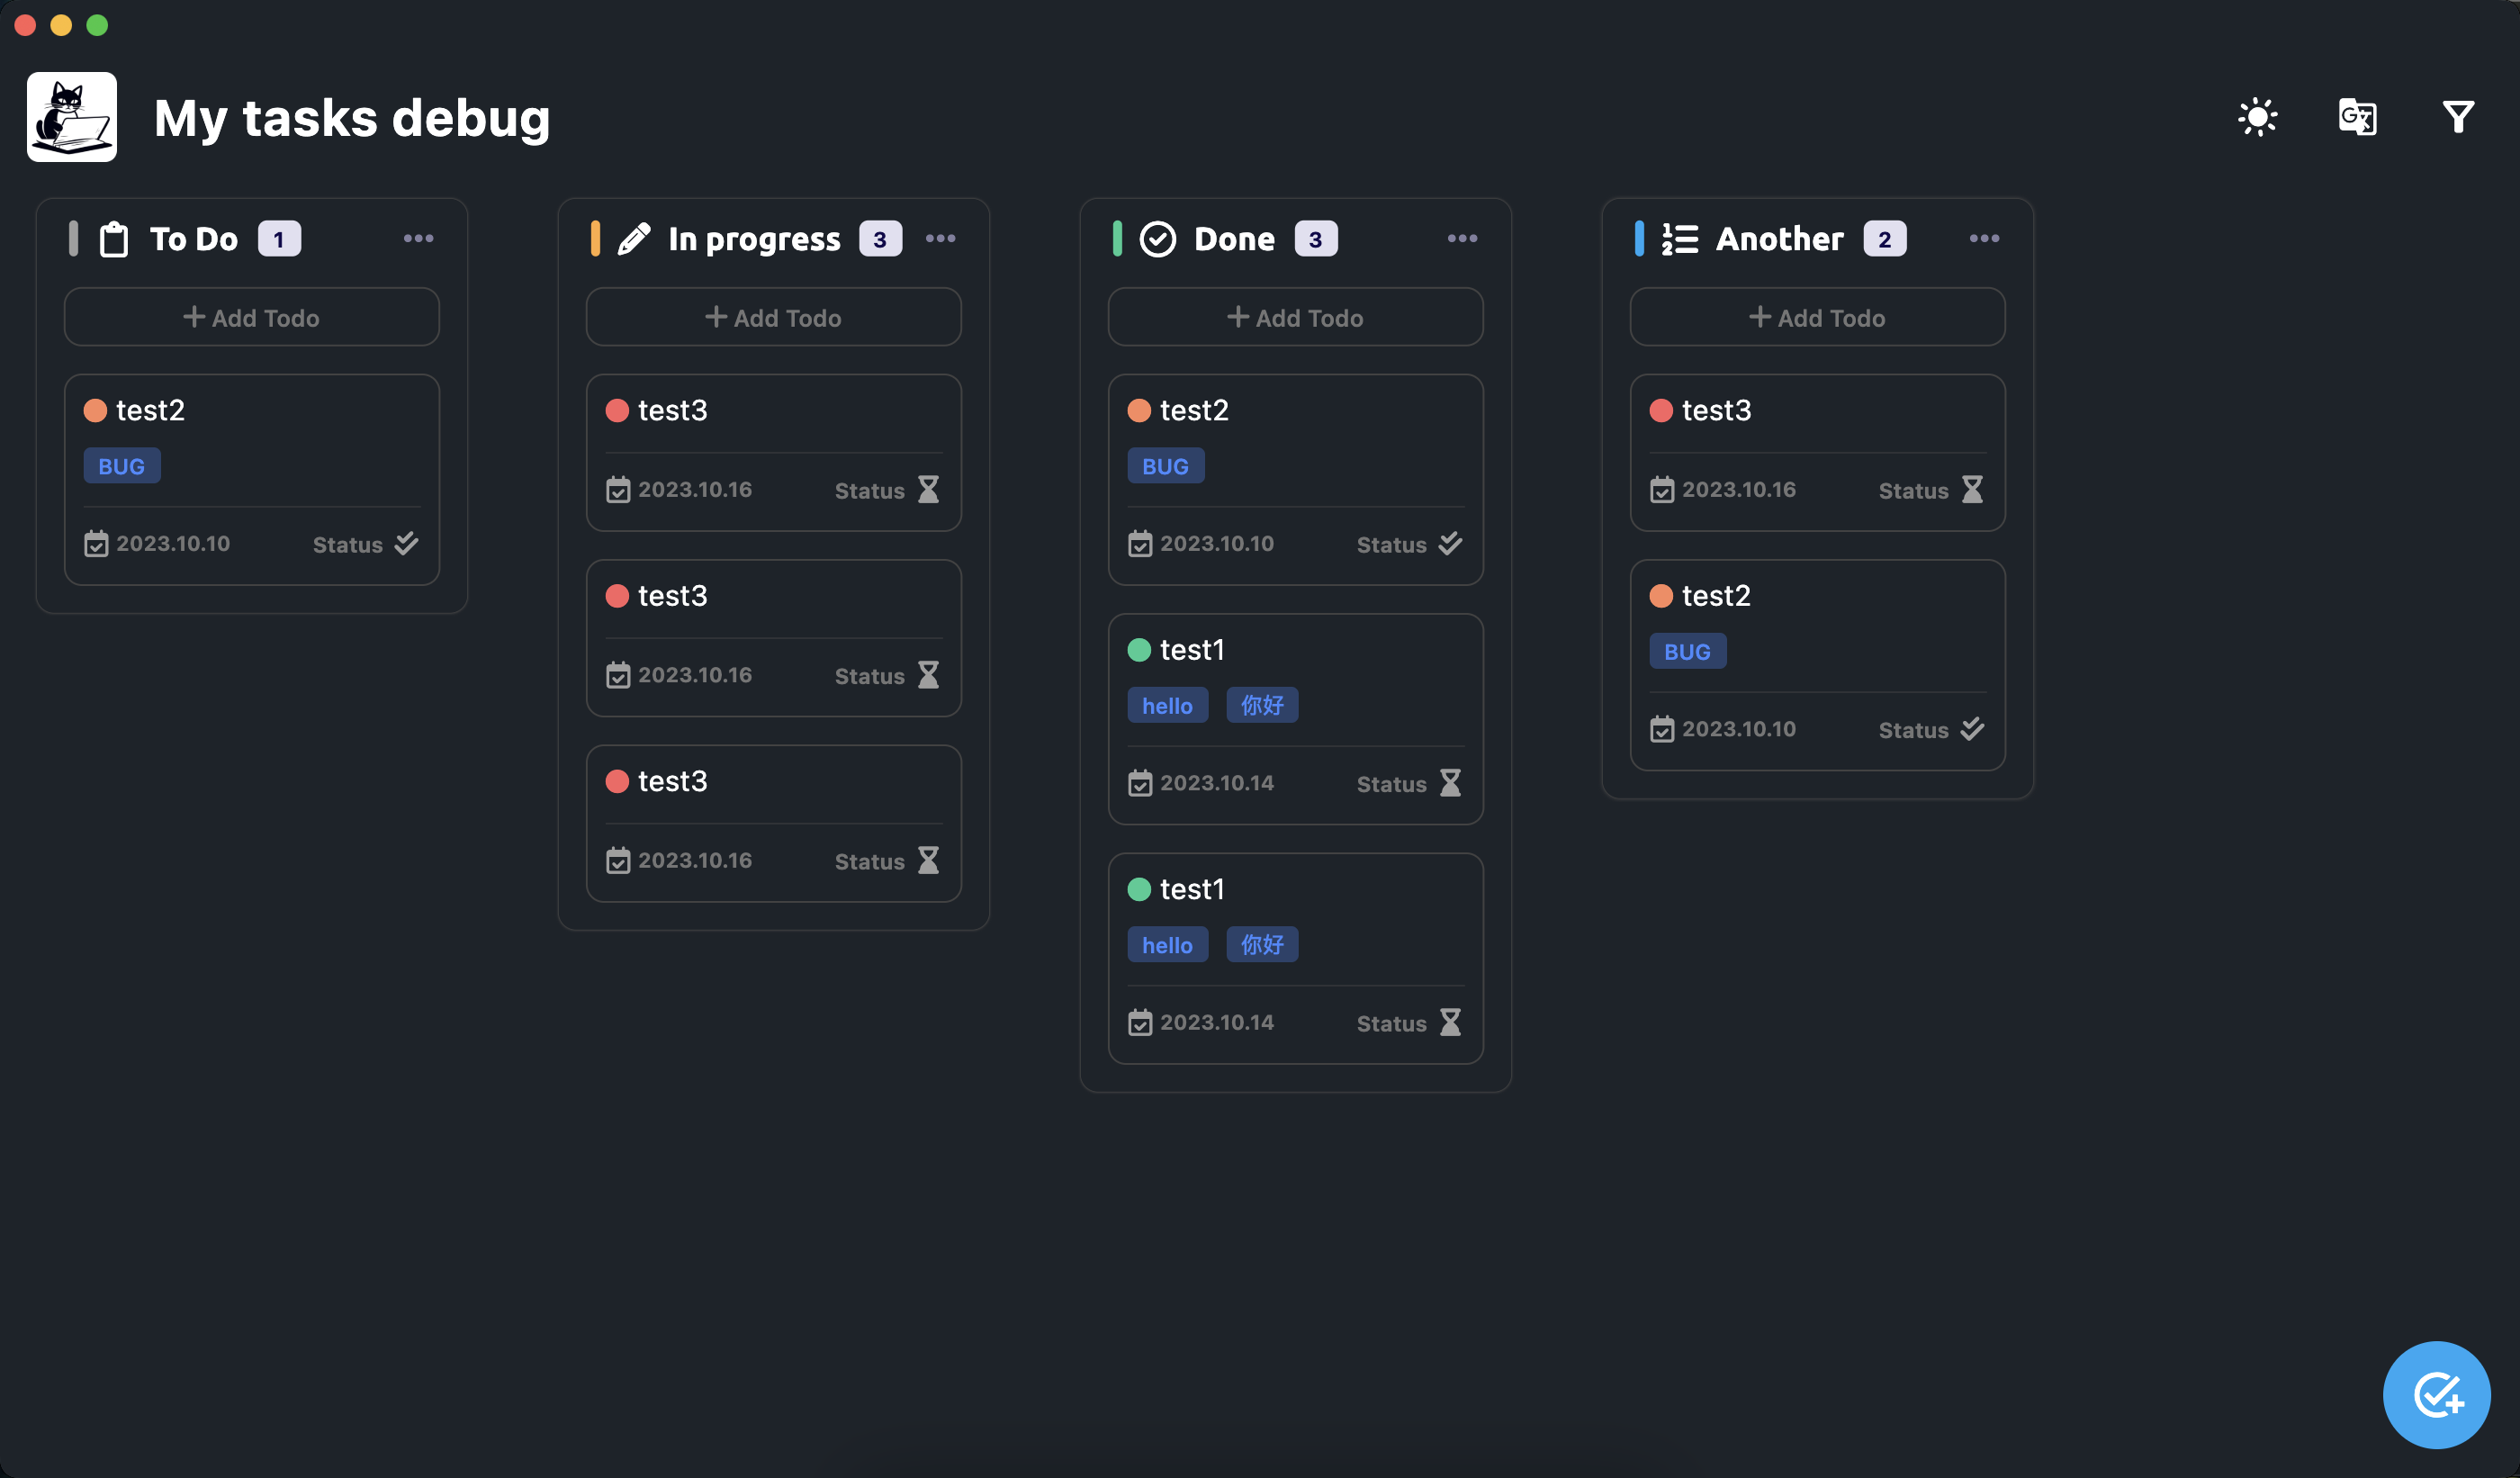 My tasks debug
To Do 1
+ Add Todo
test2
BUG
2023.10.10 Status
In progress 3
+ Add Todo
test3
2023.10.16 Status
test3
2023.10.16 Status
test3
2023.10.16 Status
Done 3
+ Add Todo
test2
BUG
2023.10.10 Status
test1
hello 你好
2023.10.14 Status
test1
hello 你好
2023.10.14 Status
Another 2
+ Add Todo
test3
2023.10.16 Status
test2
BUG
2023.10.10 Status